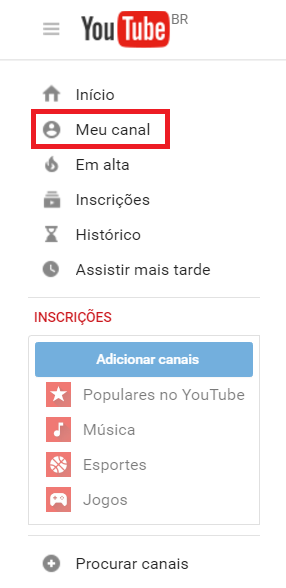 YouTube BR
Início
Meu canal
Em alta
Inscrições
Histórico
Assistir mais tarde
INSCRIÇÕES
Adicionar canais
Populares no YouTube
Música
Esportes
Jogos
Procurar canais